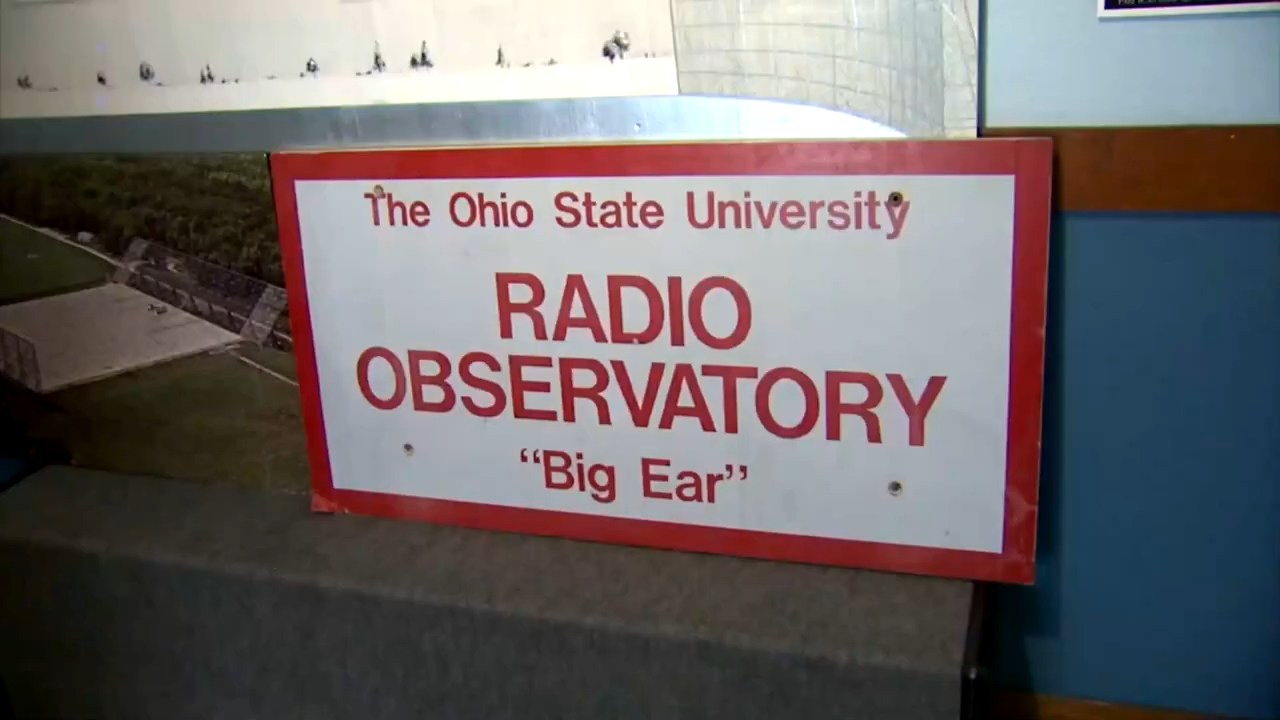 The Ohio State University
RADIO
OBSERVATORY
“Big Ear”